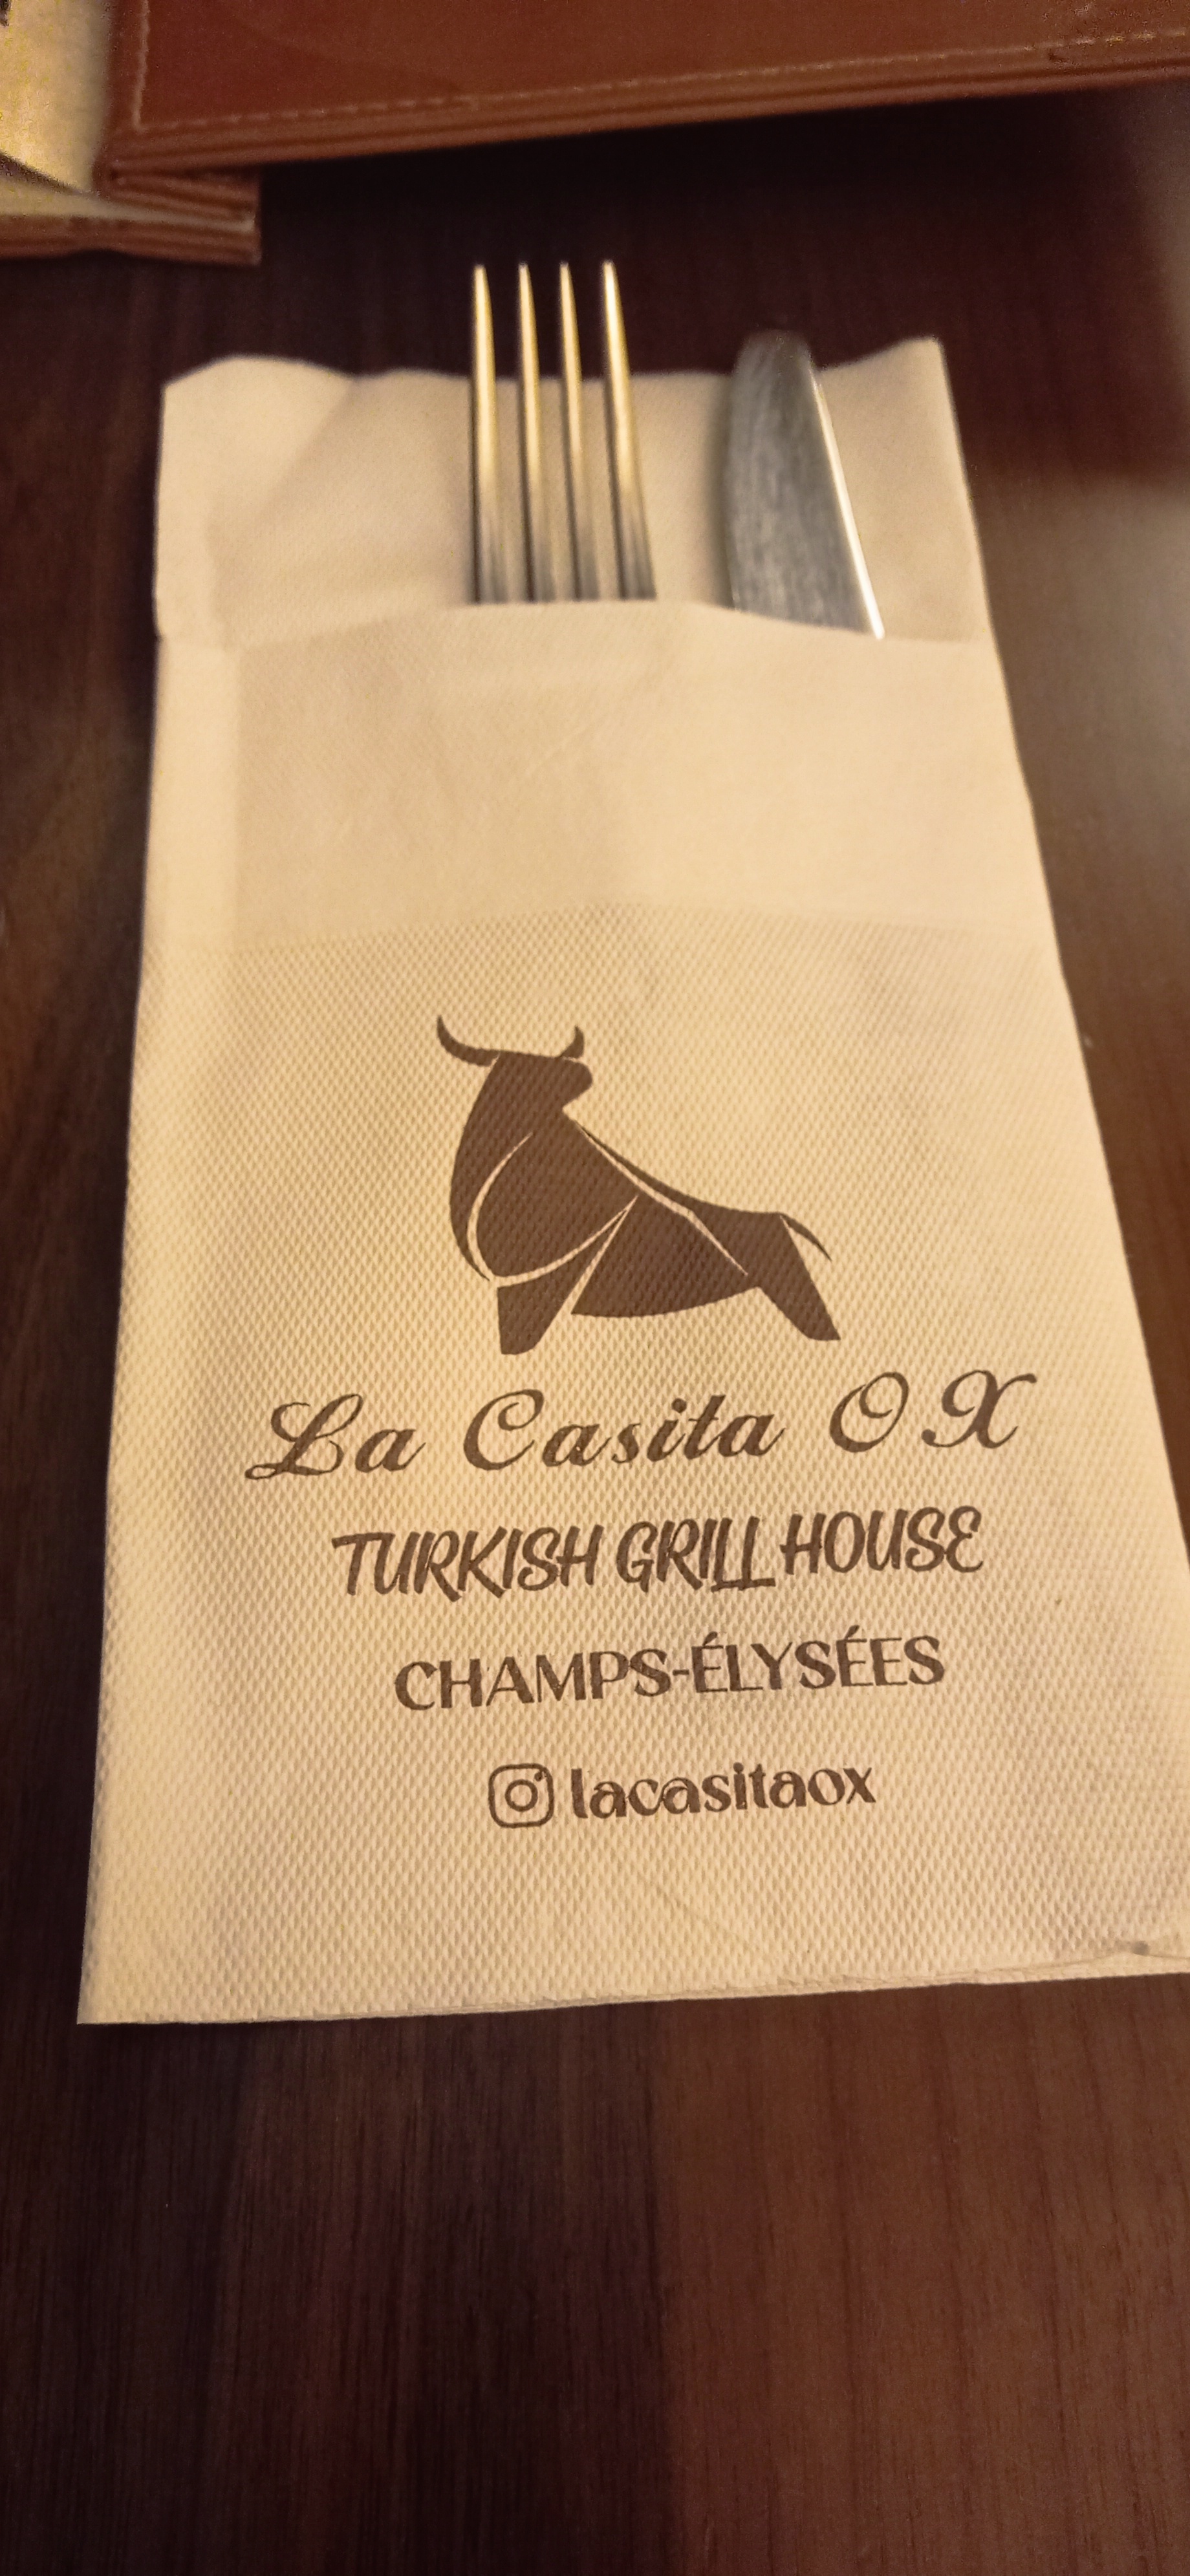 La Casita OX
TURKISH GRILL HOUSE
CHAMPS-ÉLYSÉES
lacasitaox